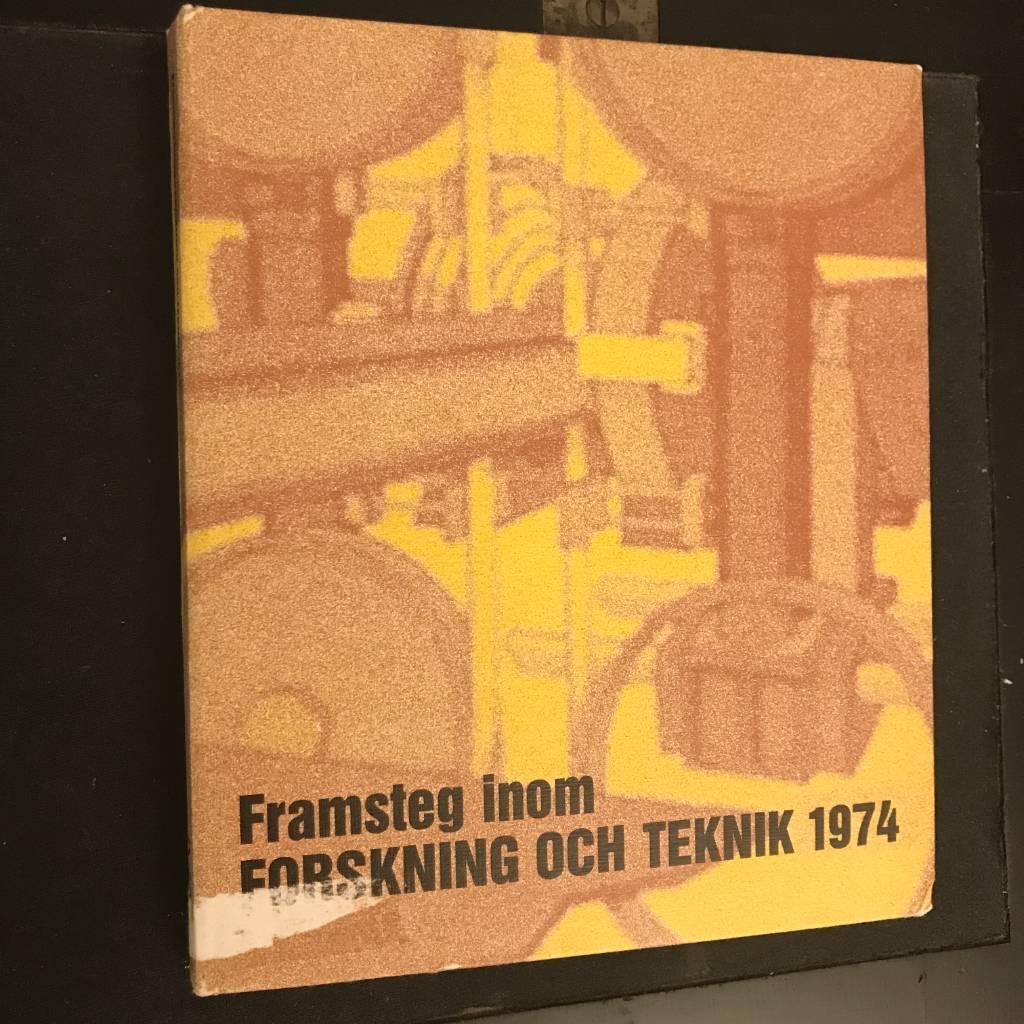 Framsteg inom
FORSKNING OCH TEKNIK 1974